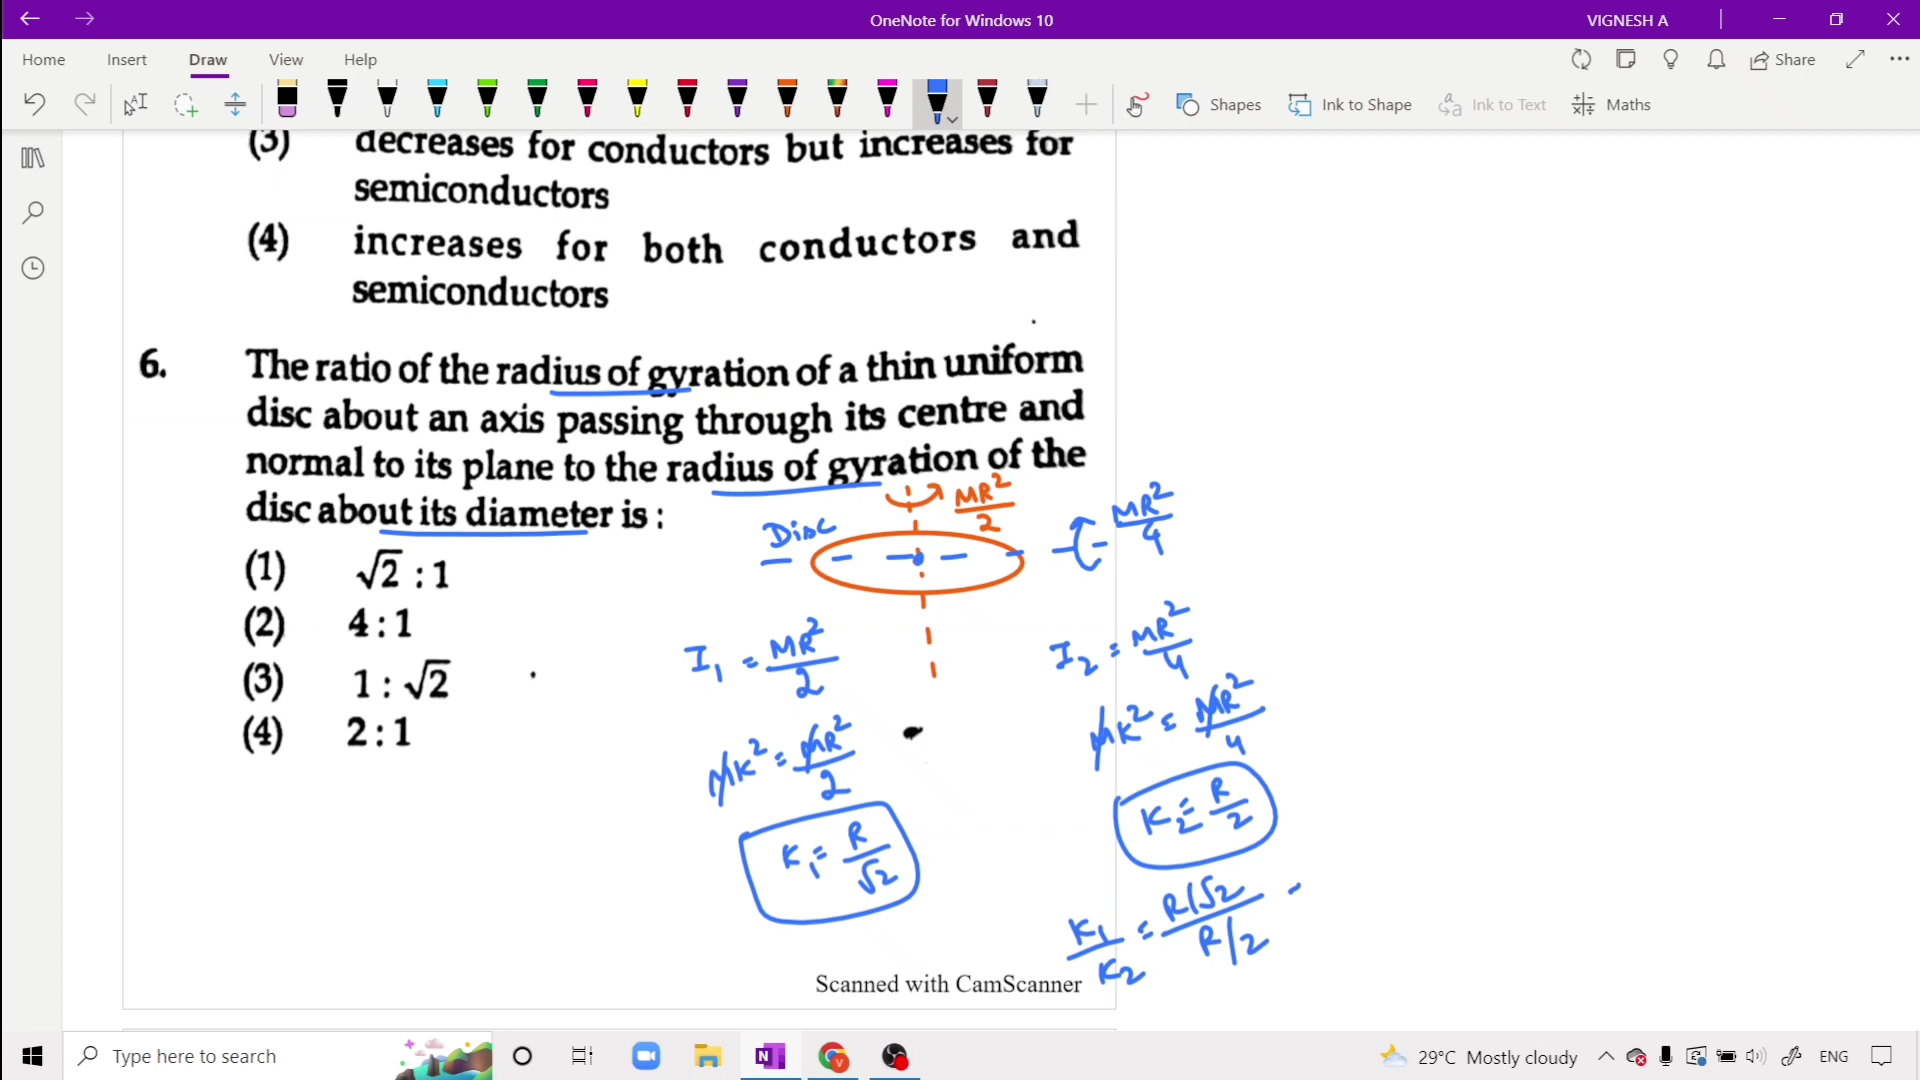 OneNote for Windows 10
VIGNESH A
Home Insert Draw View Help
Share
Shapes Ink to Shape Ink to Text Maths
(3) decreases for conductors but increases for
semiconductors
(4) increases for both conductors and
semiconductors
6. The ratio of the radius of gyration of a thin uniform
disc about an axis passing through its centre and
normal to its plane to the radius of gyration of the
disc about its diameter is :
(1) √2 : 1
(2) 4 : 1
(3) 1 : √2
(4) 2 : 1
MR²/2
Disc
MR²/4
I₁ = MR²/2
MK² = MR²/2
K₁ = R/√2
I₂ = MR²/4
MK² = MR²/4
K₂ = R/2
K₁/K₂ = R/√2 / R/2
Scanned with CamScanner
Type here to search
N
V
29°C Mostly cloudy
ENG